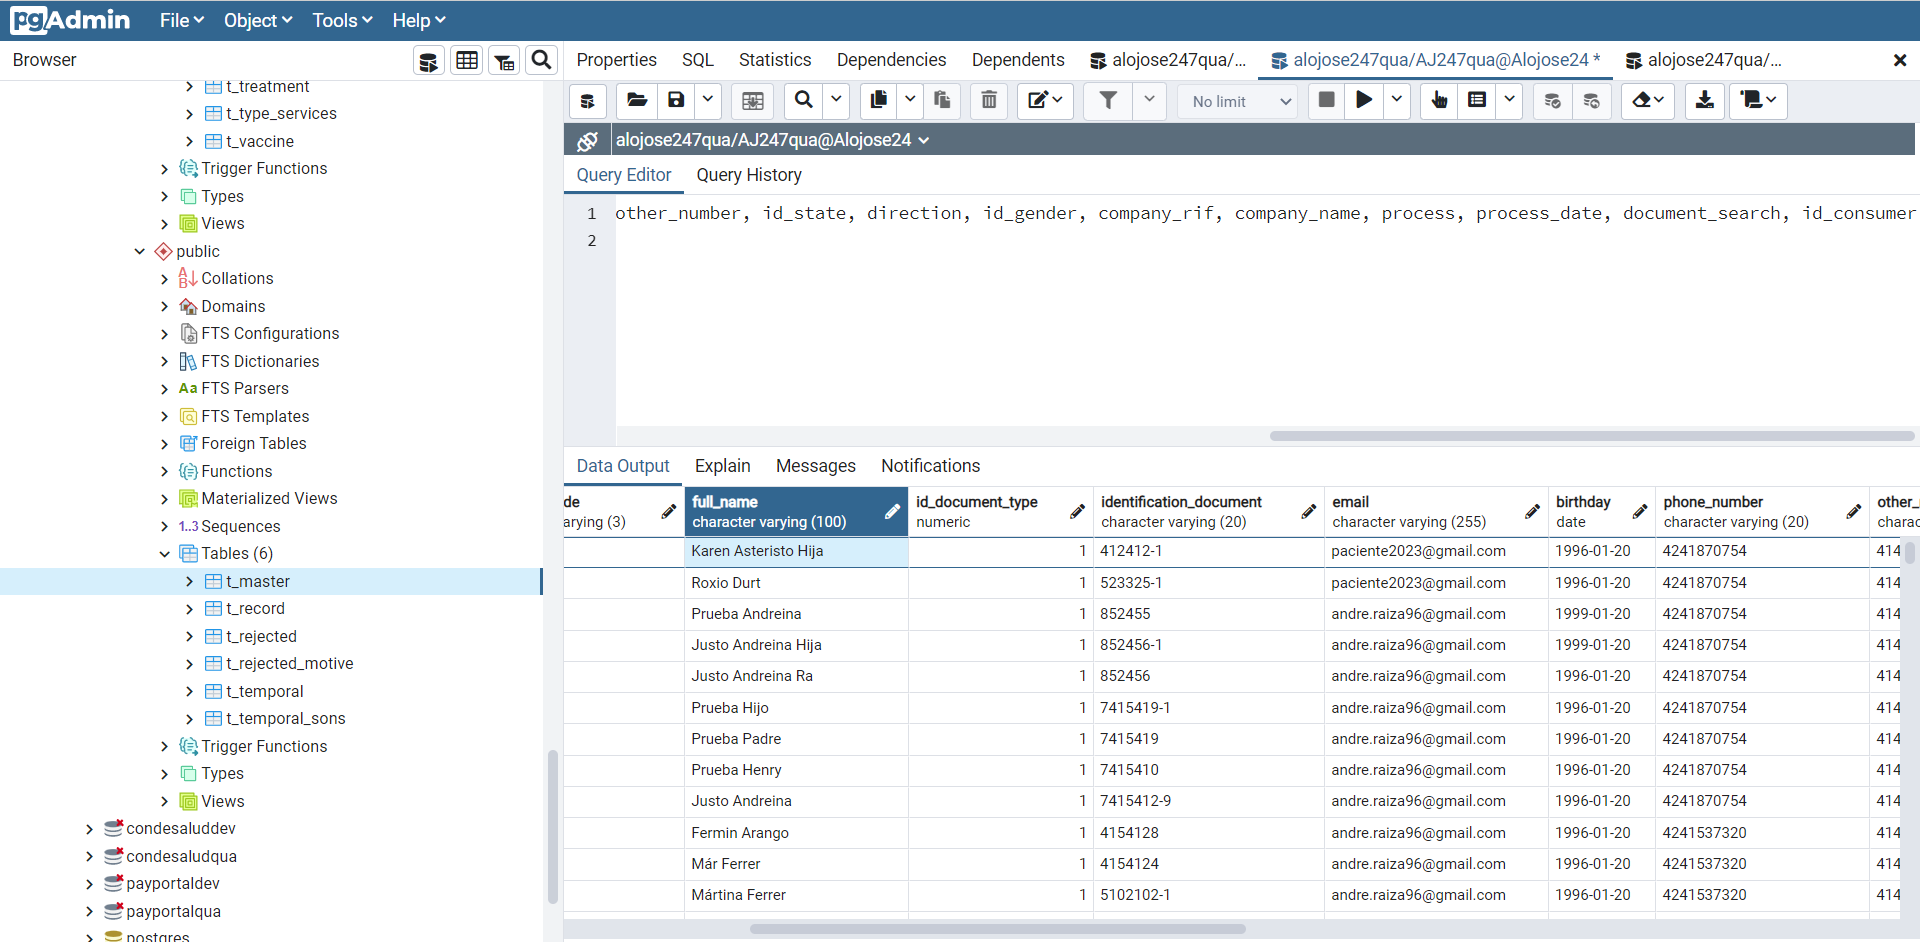 pgAdmin File Object Tools Help
Browser
Properties SQL Statistics Dependencies Dependents alojose247qua/... alojose247qua/AJ247qua@Alojose24 * alojose247qua/...
No limit
alojose247qua/AJ247qua@Alojose24
Query Editor Query History
1 other_number, id_state, direction, id_gender, company_rif, company_name, process, process_date, document_search, id_consumer
2
t_treatment
t_type_services
t_vaccine
Trigger Functions
Types
Views
public
Collations
Domains
FTS Configurations
FTS Dictionaries
Aa FTS Parsers
FTS Templates
Foreign Tables
Functions
Materialized Views
1..3 Sequences
Tables (6)
t_master
t_record
t_rejected
t_rejected_motive
t_temporal
t_temporal_sons
Trigger Functions
Types
Views
condesaluddev
condesaludqua
payportaldev
payportalqua
postgres
Data Output Explain Messages Notifications
de full_name id_document_type identification_document email birthday phone_number other_
arying (3) character varying (100) numeric character varying (20) character varying (255) date character varying (20) charac
Karen Asteristo Hija 1 412412-1 paciente2023@gmail.com 1996-01-20 4241870754 414
Roxio Durt 1 523325-1 paciente2023@gmail.com 1996-01-20 4241870754 414
Prueba Andreina 1 852455 andre.raiza96@gmail.com 1999-01-20 4241870754 414
Justo Andreina Hija 1 852456-1 andre.raiza96@gmail.com 1999-01-20 4241870754 414
Justo Andreina Ra 1 852456 andre.raiza96@gmail.com 1996-01-20 4241870754 414
Prueba Hijo 1 7415419-1 andre.raiza96@gmail.com 1996-01-20 4241870754 414
Prueba Padre 1 7415419 andre.raiza96@gmail.com 1996-01-20 4241870754 414
Prueba Henry 1 7415410 andre.raiza96@gmail.com 1996-01-20 4241870754 414
Justo Andreina 1 7415412-9 andre.raiza96@gmail.com 1996-01-20 4241870754 414
Fermin Arango 1 4154128 andre.raiza96@gmail.com 1996-01-20 4241537320 414
Már Ferrer 1 4154124 andre.raiza96@gmail.com 1996-01-20 4241537320 414
Mártina Ferrer 1 5102102-1 andre.raiza96@gmail.com 1996-01-20 4241537320 414